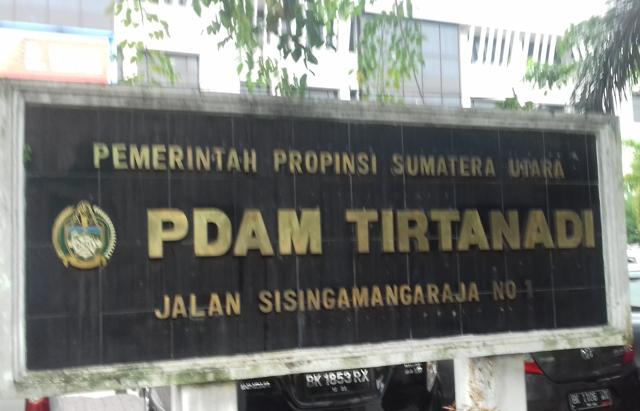 PEMERINTAH PROPINSI SUMATERA UTARA
PDAM TIRTANADI
JALAN SISINGAMANGARAJA NO 1
BK 1853 RX